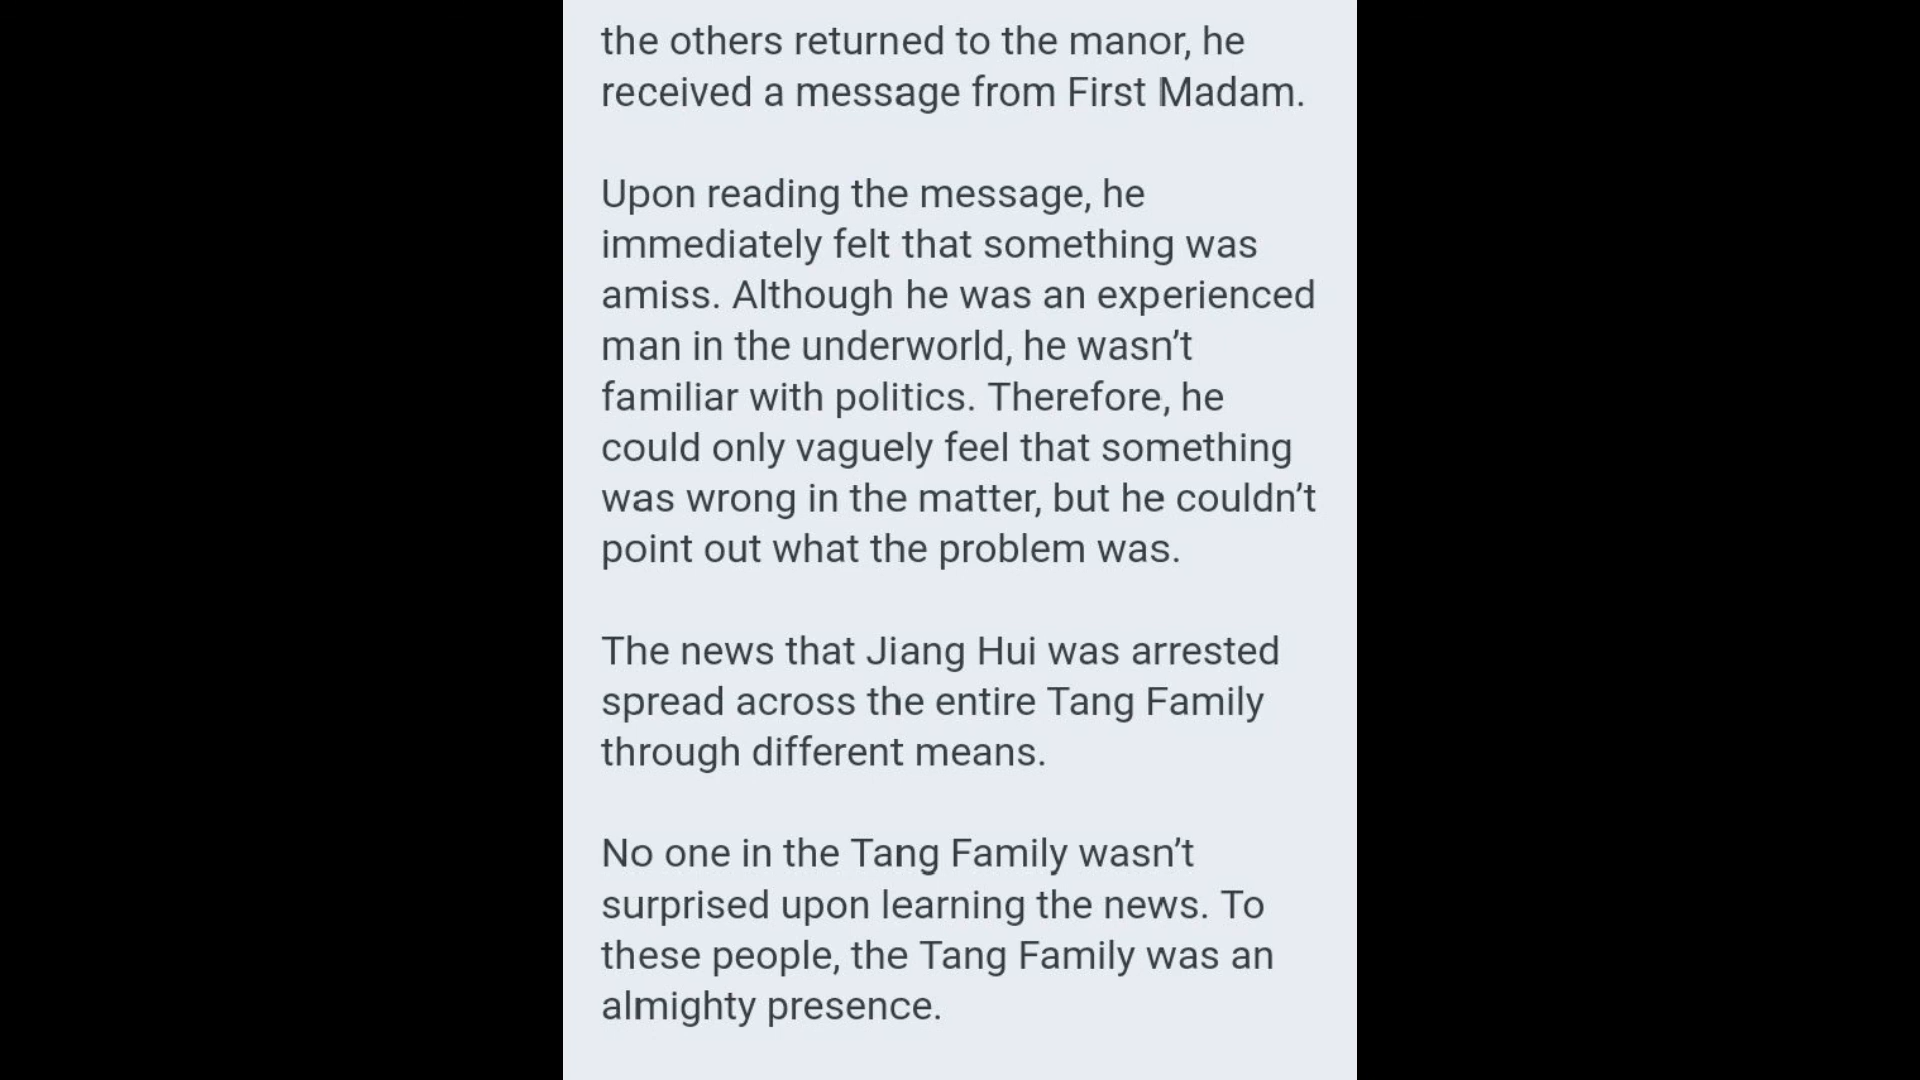 the others returned to the manor, he
received a message from First Madam.
Upon reading the message, he
immediately felt that something was
amiss. Although he was an experienced
man in the underworld, he wasn’t
familiar with politics. Therefore, he
could only vaguely feel that something
was wrong in the matter, but he couldn’t
point out what the problem was.
The news that Jiang Hui was arrested
spread across the entire Tang Family
through different means.
No one in the Tang Family wasn’t
surprised upon learning the news. To
these people, the Tang Family was an
almighty presence.